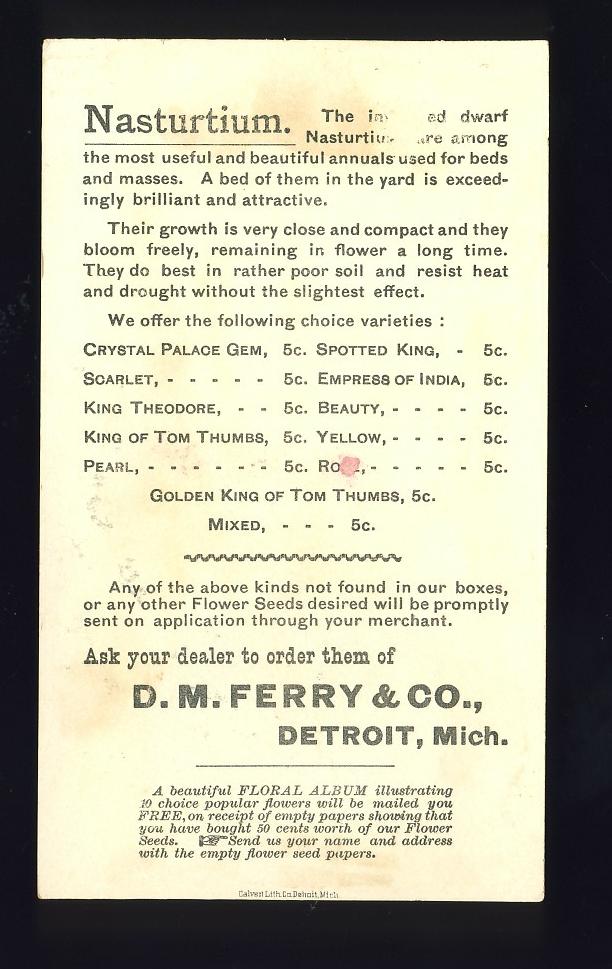 Nasturtium. The dwarf
are among
the most useful and beautiful annuals used for beds
and masses. A bed of them in the yard is exceed-
ingly brilliant and attractive.
Their growth is very close and compact and they
bloom freely, remaining in flower a long time.
They do best in rather poor soil and resist heat
and drought without the slightest effect.
We offer the following choice varieties :
CRYSTAL PALACE GEM, 5c. SPOTTED KING, - 5c.
SCARLET, - - - - - 5c. EMPRESS OF INDIA, 5c.
KING THEODORE, - - 5c. BEAUTY, - - - - 5c.
KING OF TOM THUMBS, 5c. YELLOW, - - - - 5c.
PEARL, - - - - - - 5c. - - - - - 5c.
GOLDEN KING OF TOM THUMBS, 5c.
MIXED, - - - 5c.
Any of the above kinds not found in our boxes,
or any other Flower Seeds desired will be promptly
sent on application through your merchant.
Ask your dealer to order them of
D. M. FERRY & CO.,
DETROIT, Mich.
A beautiful FLORAL ALBUM illustrating
10 choice popular flowers will be mailed you
FREE, on receipt of empty papers showing that
you have bought 50 cents worth of our Flower
Seeds. ☞ Send us your name and address
with the empty flower seed papers.
Calvert Lith. Co. Detroit, Mich.